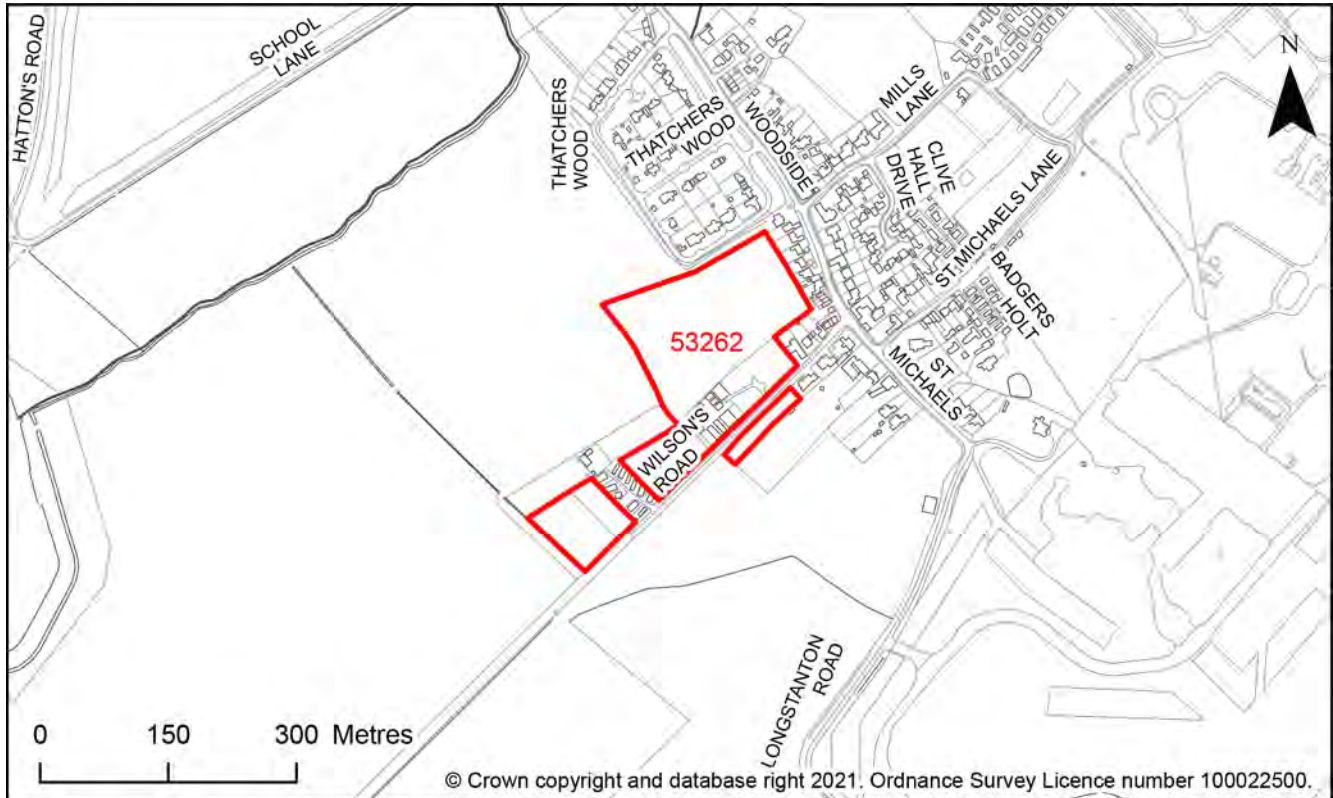 HATTON'S ROAD
SCHOOL
LANE
N
THATCHERS
WOOD
THATCHERS
WOOD
WOODSIDE
MILLS
LANE
CLIVE
HALL
DRIVE
ST MICHAELS LANE
BADGERS
HOLT
ST
MICHAELS
53262
WILSON'S
ROAD
LONGSTANTON
ROAD
0 150 300 Metres
© Crown copyright and database right 2021. Ordnance Survey Licence number 100022500.